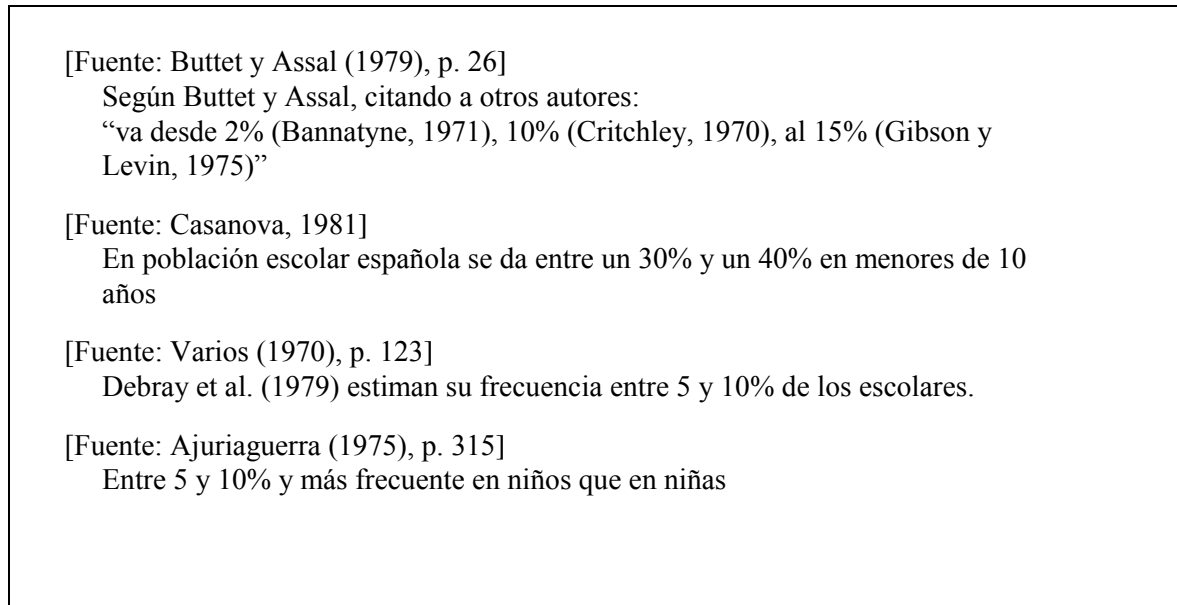 [Fuente: Buttet y Assal (1979), p. 26]
Según Buttet y Assal, citando a otros autores:
“va desde 2% (Bannatyne, 1971), 10% (Critchley, 1970), al 15% (Gibson y
Levin, 1975)”
[Fuente: Casanova, 1981]
En población escolar española se da entre un 30% y un 40% en menores de 10
años
[Fuente: Varios (1970), p. 123]
Debray et al. (1979) estiman su frecuencia entre 5 y 10% de los escolares.
[Fuente: Ajuriaguerra (1975), p. 315]
Entre 5 y 10% y más frecuente en niños que en niñas